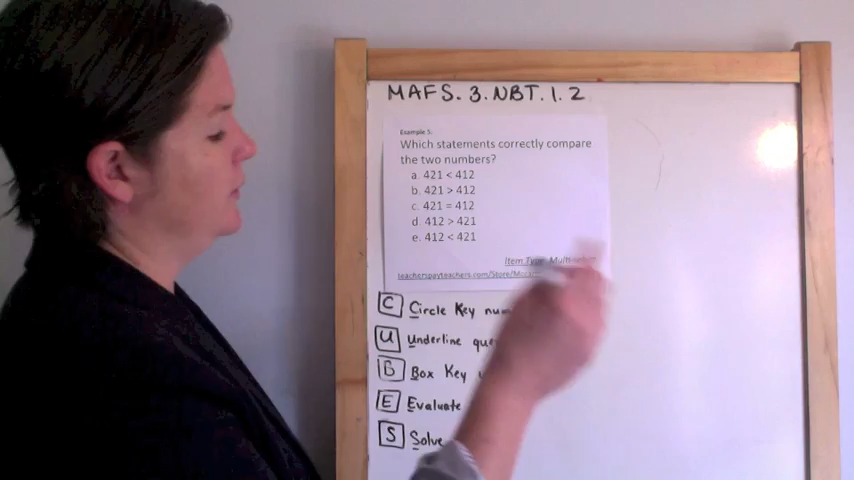 MAFS.3.NBT.1.2
Example 5:
Which statements correctly compare
the two numbers?
a. 421 < 412
b. 421 > 412
c. 421 = 412
d. 412 > 421
e. 412 < 421
Item Type:
teacherspayteachers.com/Store/
C Circle Key
U Underline
B Box Key
E Evaluate
S Solve